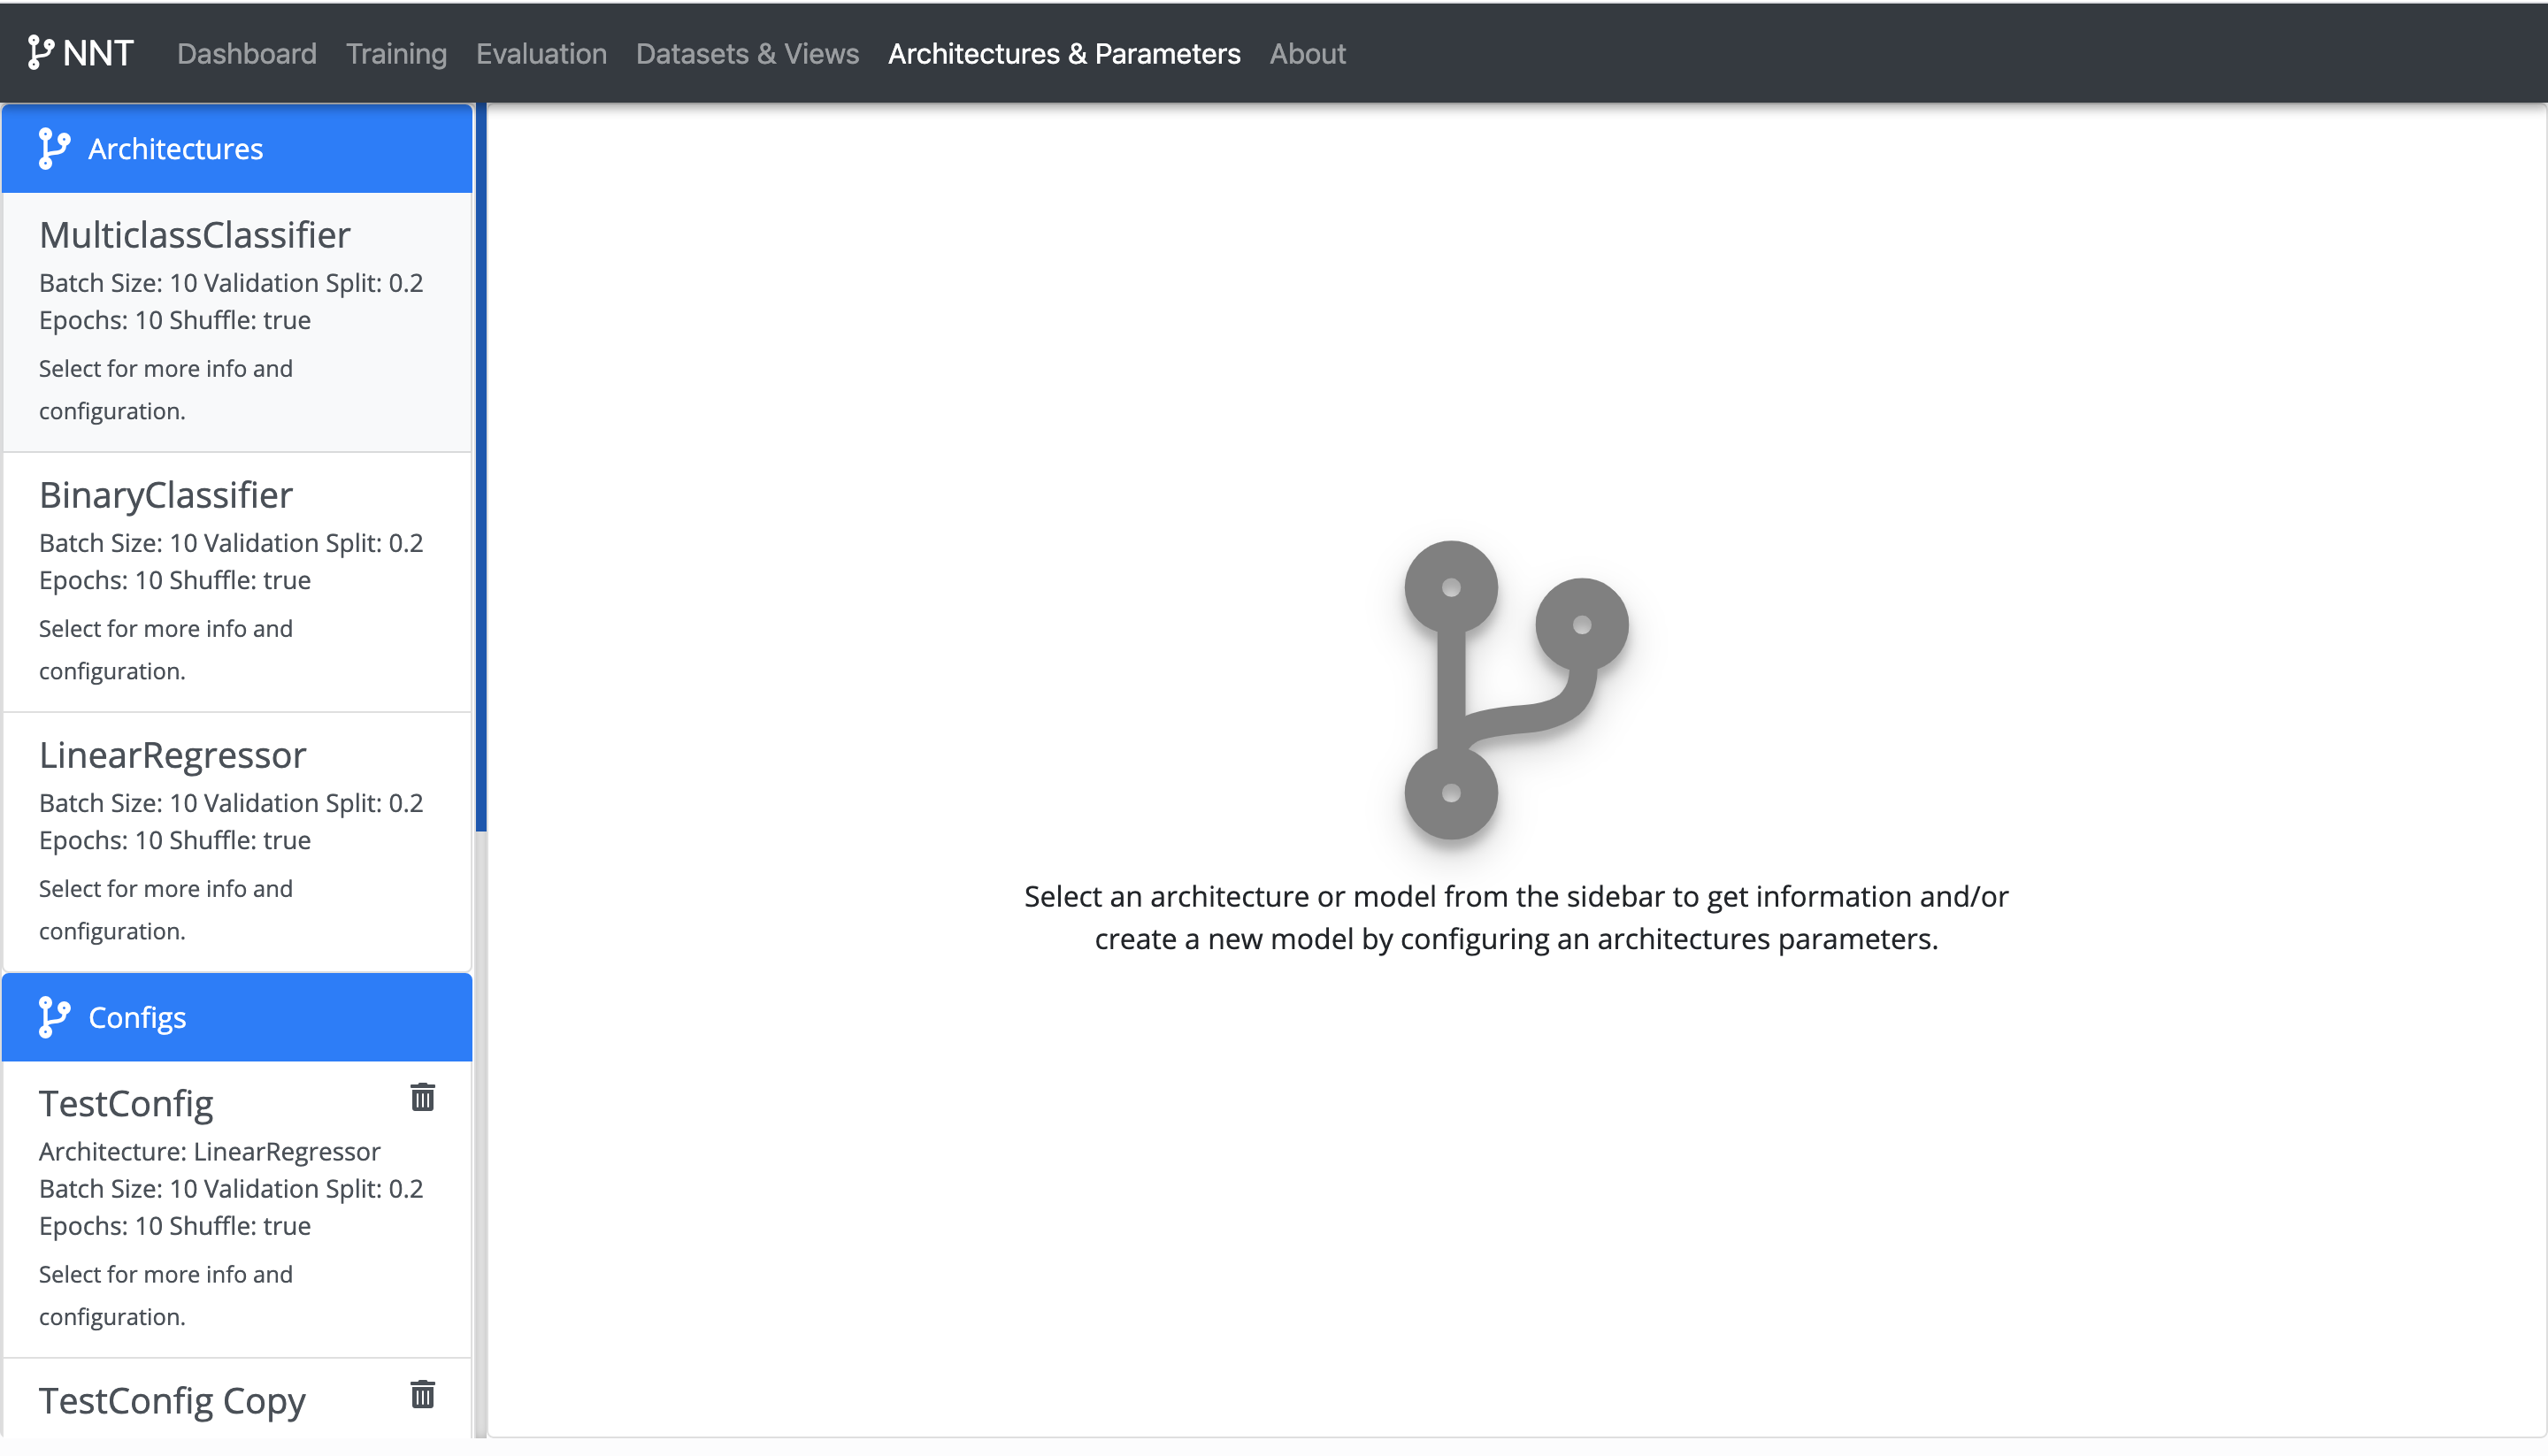 NNT Dashboard Training Evaluation Datasets & Views Architectures & Parameters About
Architectures
MulticlassClassifier
Batch Size: 10 Validation Split: 0.2
Epochs: 10 Shuffle: true
Select for more info and
configuration.
BinaryClassifier
Batch Size: 10 Validation Split: 0.2
Epochs: 10 Shuffle: true
Select for more info and
configuration.
LinearRegressor
Batch Size: 10 Validation Split: 0.2
Epochs: 10 Shuffle: true
Select for more info and
configuration.
Configs
TestConfig
Architecture: LinearRegressor
Batch Size: 10 Validation Split: 0.2
Epochs: 10 Shuffle: true
Select for more info and
configuration.
TestConfig Copy
Select an architecture or model from the sidebar to get information and/or
create a new model by configuring an architectures parameters.